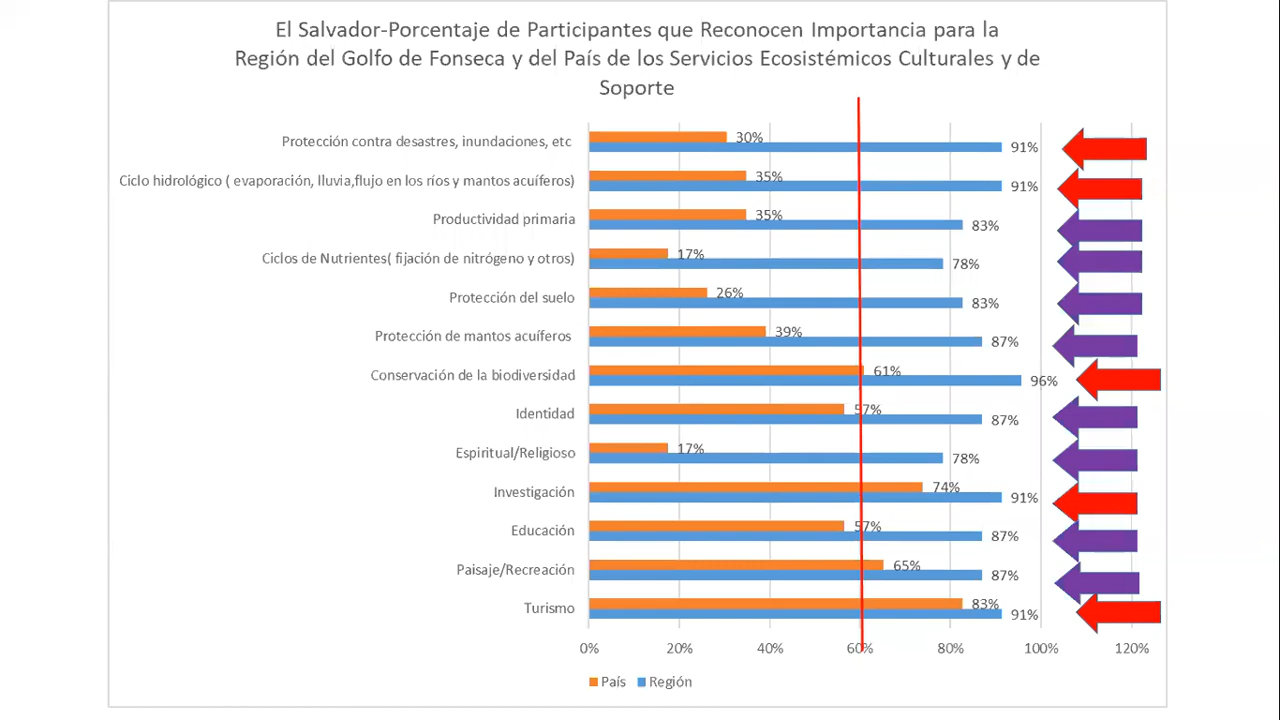 El Salvador-Porcentaje de Participantes que Reconocen Importancia para la
Región del Golfo de Fonseca y del País de los Servicios Ecosistémicos Culturales y de
Soporte
Protección contra desastres, inundaciones, etc
30%
91%
Ciclo hidrológico ( evaporación, lluvia,flujo en los ríos y mantos acuíferos)
35%
91%
Productividad primaria
35%
83%
Ciclos de Nutrientes( fijación de nitrógeno y otros)
17%
78%
Protección del suelo
26%
83%
Protección de mantos acuíferos
39%
87%
Conservación de la biodiversidad
61%
96%
Identidad
57%
87%
Espiritual/Religioso
17%
78%
Investigación
74%
91%
Educación
57%
87%
Paisaje/Recreación
65%
87%
Turismo
83%
91%
0% 20% 40% 60% 80% 100% 120%
País Región